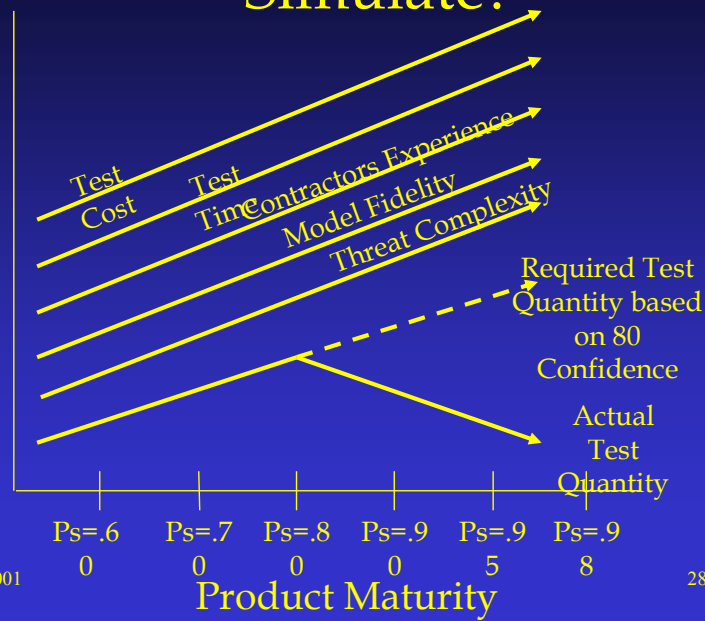 Simulate?
Test
Cost
Test
Time
Contractors Experience
Model Fidelity
Threat Complexity
Required Test
Quantity based
on 80
Confidence
Actual
Test
Quantity
Ps=.6
0
Ps=.7
0
Ps=.8
0
Ps=.9
0
Ps=.9
5
Ps=.9
8
Product Maturity